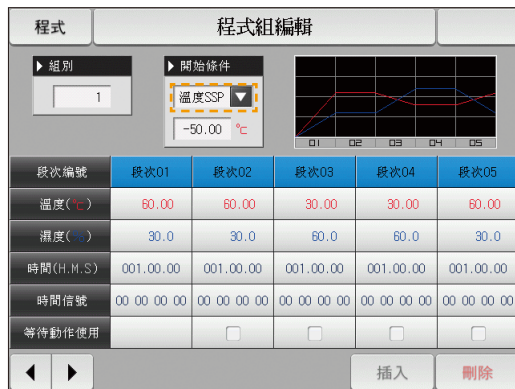 程式
程式組編輯
▶ 組別
1
▶ 開始條件
溫度SSP ▼
-50.00 ℃
01 02 03 04 05
段次編號 段次01 段次02 段次03 段次04 段次05
溫度(℃) 60.00 60.00 30.00 30.00 60.00
濕度( ) 30.0 30.0 60.0 60.0 30.0
時間(H.M.S) 001.00.00 001.00.00 001.00.00 001.00.00 001.00.00
時間信號 00 00 00 00 00 00 00 00 00 00 00 00 00 00 00 00 00 00 00 00
等待動作使用
◀ ▶ 插入 刪除